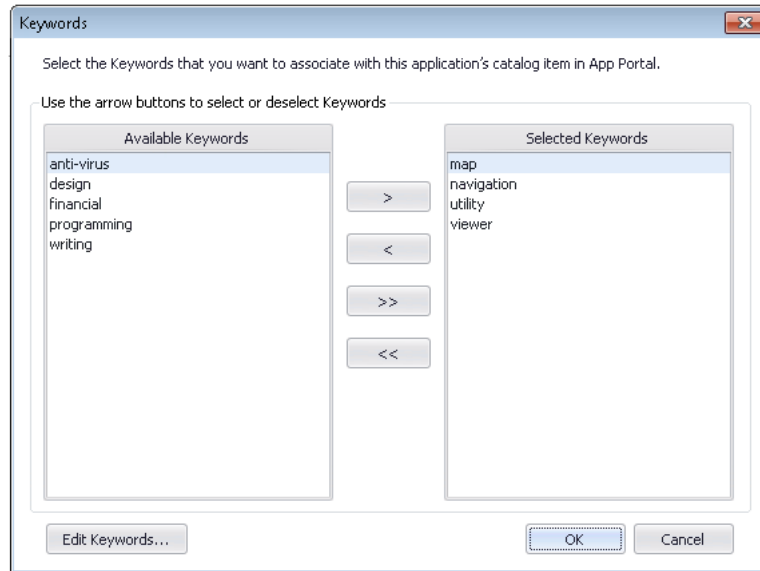 Keywords
Select the Keywords that you want to associate with this application's catalog item in App Portal.
Use the arrow buttons to select or deselect Keywords
Available Keywords
anti-virus
design
financial
programming
writing
>
<
>>
<<
Selected Keywords
map
navigation
utility
viewer
Edit Keywords...
OK
Cancel